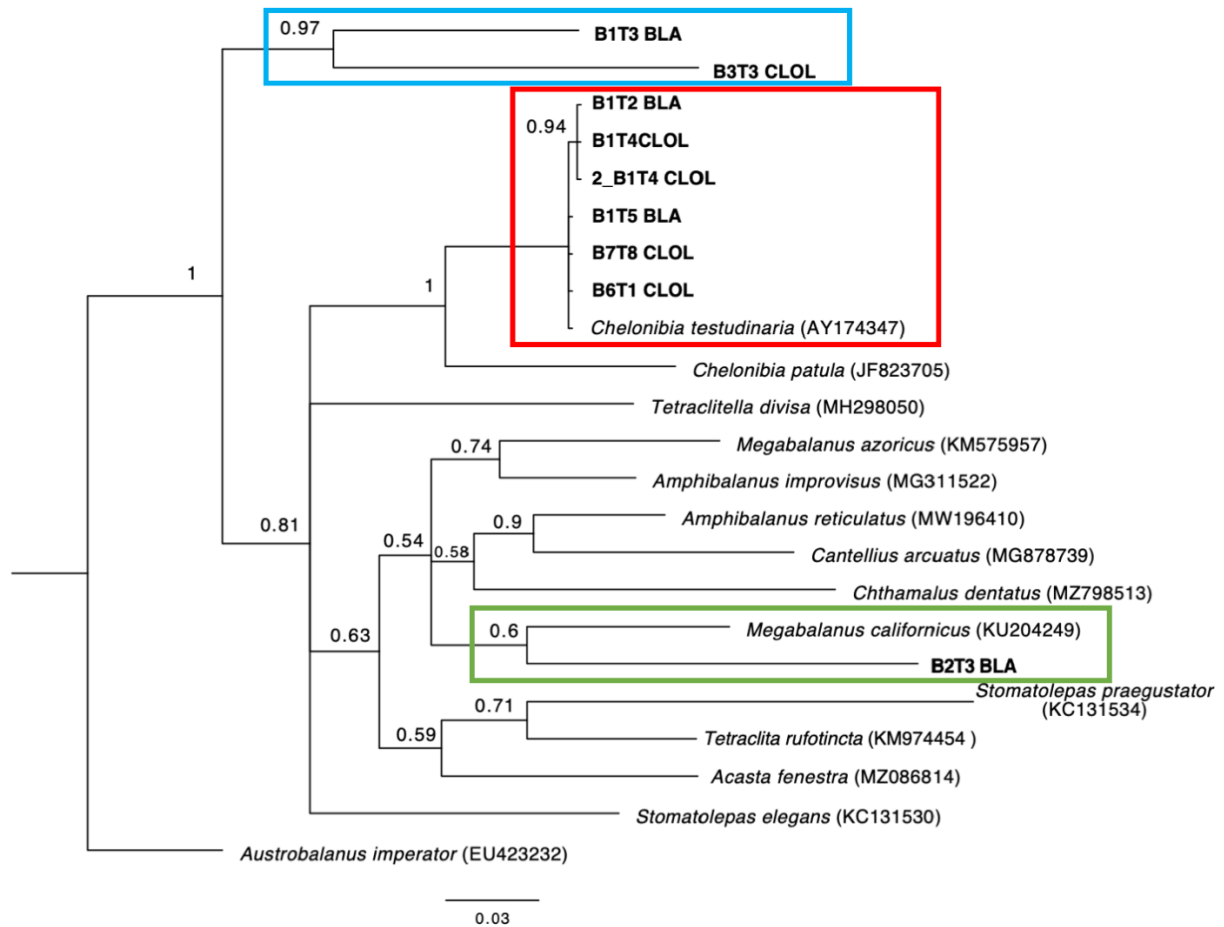 0.97
B1T3 BLA
B3T3 CLOL
B1T2 BLA
0.94
B1T4CLOL
2_B1T4 CLOL
B1T5 BLA
B7T8 CLOL
1
1
B6T1 CLOL
Chelonibia testudinaria (AY174347)
Chelonibia patula (JF823705)
Tetraclitella divisa (MH298050)
0.74
Megabalanus azoricus (KM575957)
Amphibalanus improvisus (MG311522)
0.81
0.54
0.58
0.9
Amphibalanus reticulatus (MW196410)
Cantellius arcuatus (MG878739)
Chthamalus dentatus (MZ798513)
0.63
0.6
Megabalanus californicus (KU204249)
B2T3 BLA
Stomatolepas praegustator
(KC131534)
0.71
0.59
Tetraclita rufotincta (KM974454 )
Acasta fenestra (MZ086814)
Stomatolepas elegans (KC131530)
Austrobalanus imperator (EU423232)
0.03